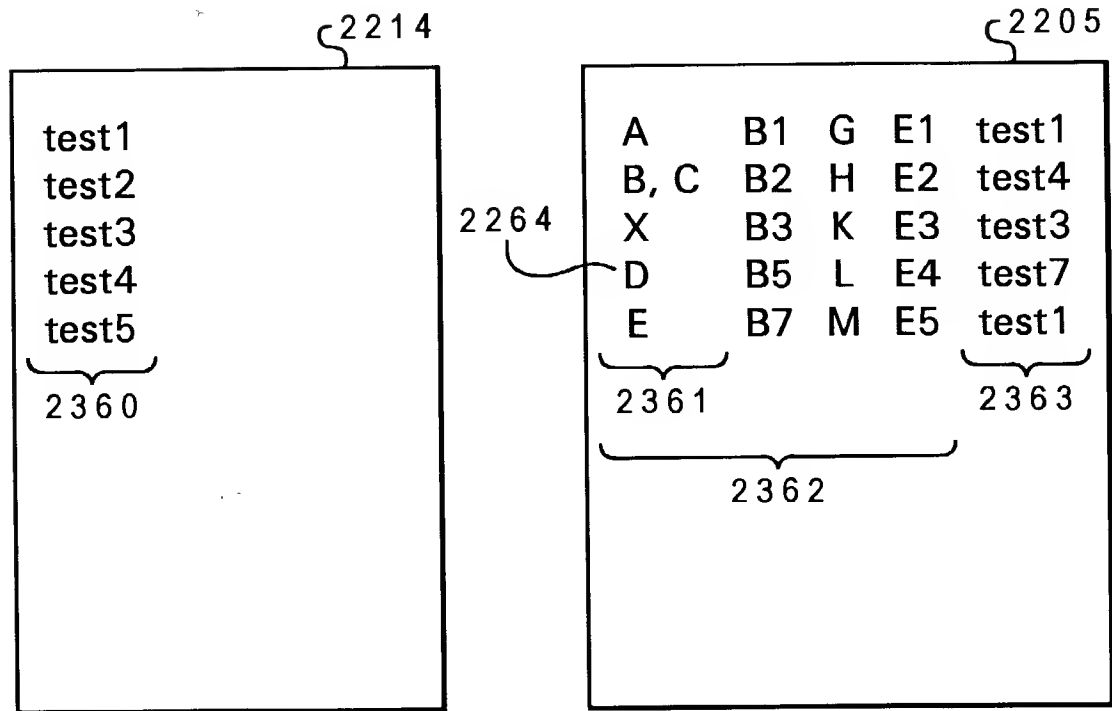 2214
test1
test2
test3
test4
test5
2360
2205
A B1 G E1 test1
B, C B2 H E2 test4
X B3 K E3 test3
D B5 L E4 test7
E B7 M E5 test1
2264
2361
2363
2362